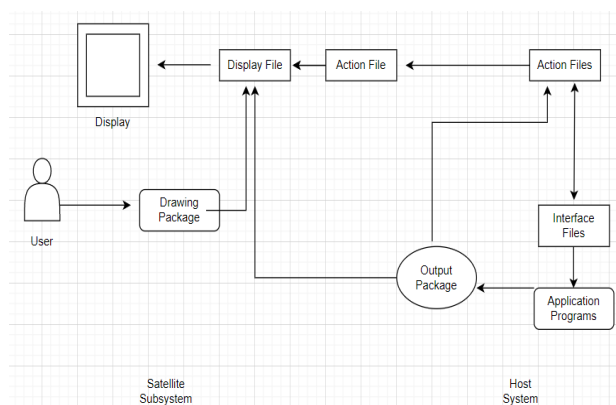 Display File
Action File
Action Files
Display
Drawing
Package
User
Interface
Files
Output
Package
Application
Programs
Satellite
Subsystem
Host
System